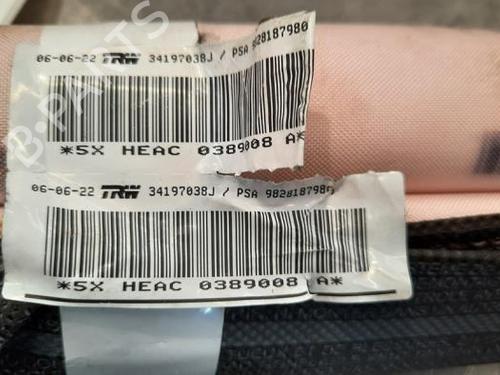 06-06-22 TRW 34197038J / PSA 9828187980
*5X HEAC 0389008 A*
06-06-22 TRW 34197038J / PSA 982818798
*5X HEAC 0389008 A*
B-PARTS